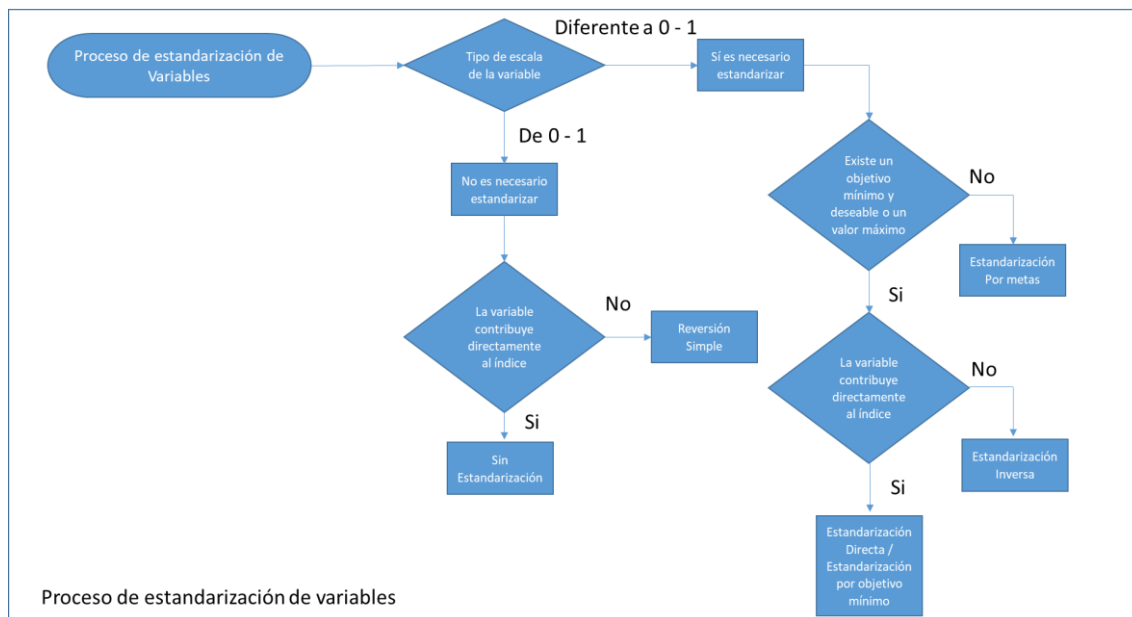 Diferente a 0 - 1
Proceso de estandarización de
Variables
Tipo de escala
de la variable
Sí es necesario
estandarizar
De 0 - 1
No es necesario
estandarizar
Existe un
objetivo
mínimo y
deseable o un
valor máximo
No
Estandarización
Por metas
Si
La variable
contribuye
directamente
al índice
No
Reversión
Simple
Si
Sin
Estandarización
La variable
contribuye
directamente
al índice
No
Estandarización
Inversa
Si
Estandarización
Directa /
Estandarización
por objetivo
mínimo
Proceso de estandarización de variables